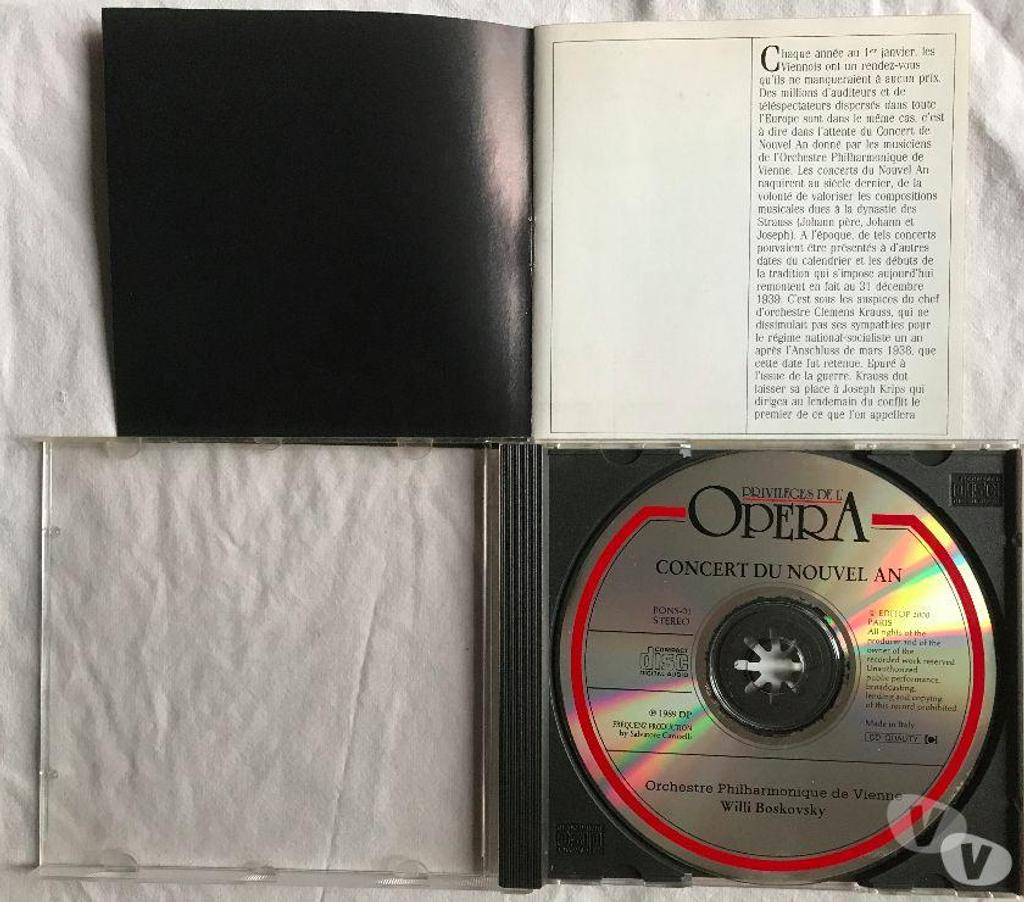 Chaque année au 1er janvier, les
Viennois ont un rendez-vous
qu'ils ne manqueraient à aucun prix.
Des millions d'auditeurs et de
téléspectateurs dispersés dans toute
l'Europe sont dans le même cas, c'est
à dire dans l'attente du Concert de
Nouvel An donné par les musiciens
de l'Orchestre Philharmonique de
Vienne. Les concerts du Nouvel An
naquirent au siècle dernier, de la
volonté de valoriser les compositions
musicales dues à la dynastie des
Strauss (Johann père, Johann et
Joseph). A l'époque, de tels concerts
pouvaient être présentés à d'autres
dates du calendrier et les débuts de
la tradition qui s'impose aujourd'hui
remontent en fait au 31 décembre
1939. C'est sous les auspices du chef
d'orchestre Clemens Krauss, qui ne
dissimulait pas ses sympathies pour
le régime national-socialiste un an
après l'Anschluss de mars 1938, que
cette date fut retenue. Epuré à
l'issue de la guerre, Krauss dut
laisser sa place à Joseph Krips qui
dirigea au lendemain du conflit le
premier de ce que l'on appellera
PRIVILEGES DE L'
OPERA
CONCERT DU NOUVEL AN
STEREO
COMPACT
disc
DIGITAL AUDIO
℗ 1989 DP
FREQUENZ PRODUCTION
by Salvatore
EDITOP 2000
PARIS
All rights of the
producer and of the
owner of the
recorded work reserved
Unauthorized
public performance,
broadcasting,
lending and copying
of this record prohibited
Made in Italy
CD QUALITY
Orchestre Philharmonique de Vienne
Willi Boskovsky
V
V